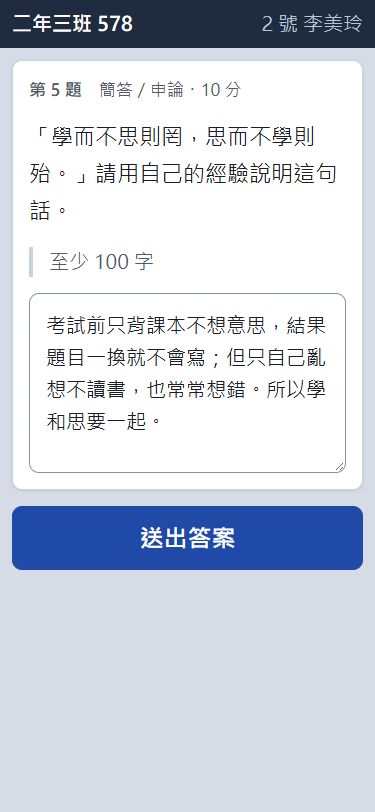 二年三班 578
2 號 李美玲
第 5 題 簡答 / 申論 · 10 分
「學而不思則罔，思而不學則
殆。」請用自己的經驗說明這句
話。
至少 100 字
考試前只背課本不想意思，結果
題目一換就不會寫；但只自己亂
想不讀書，也常常想錯。所以學
和思要一起。
送出答案